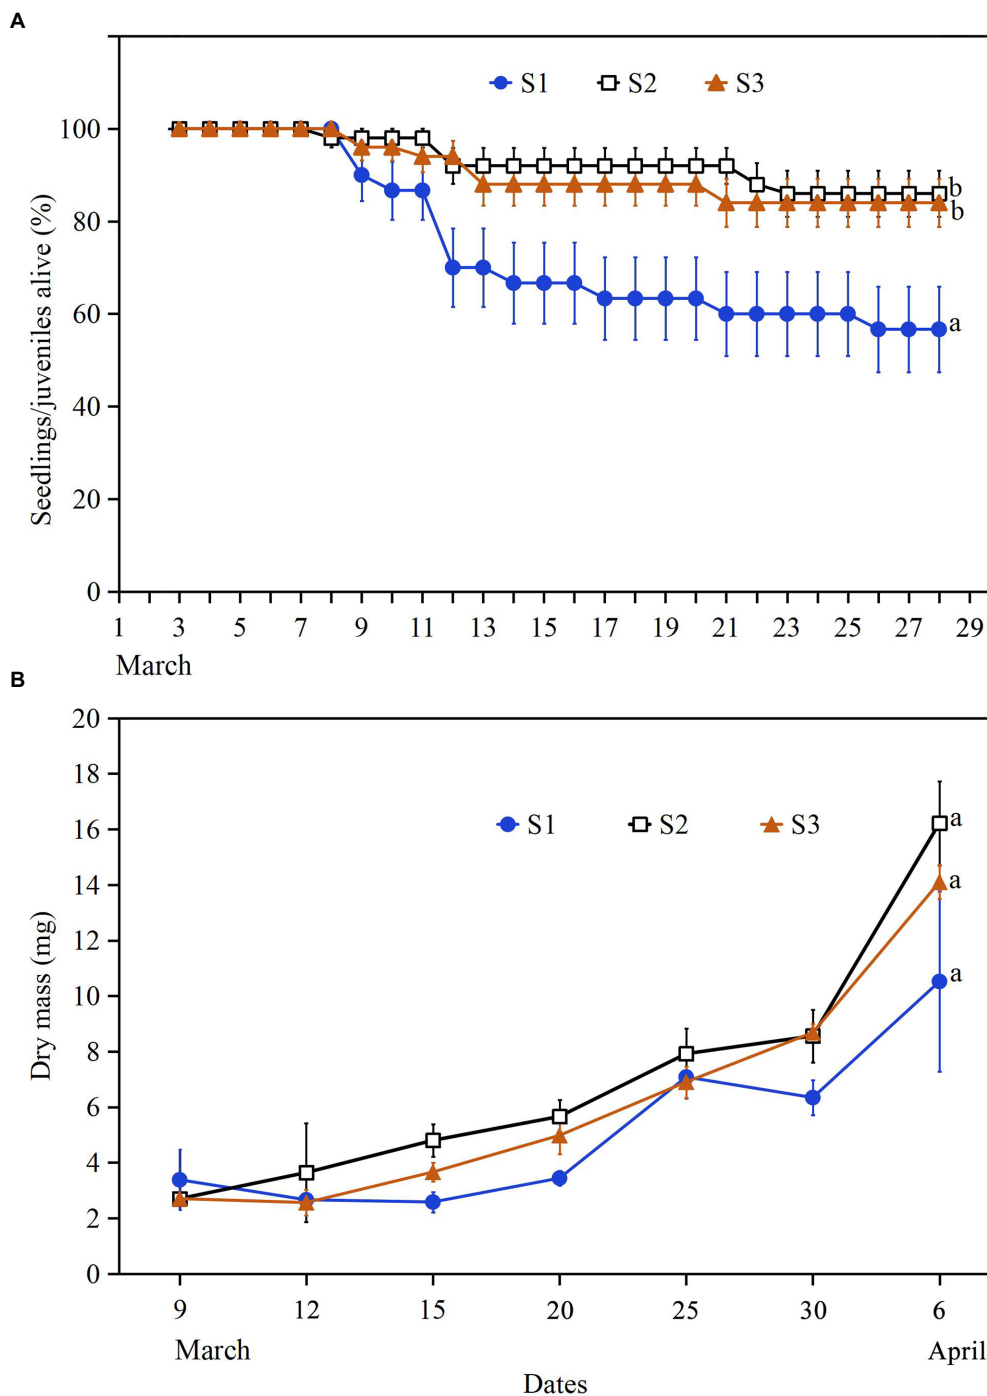 A
S1 S2 S3
100
80
60
40
20
0
Seedlings/juveniles alive (%)
b
b
a
1 3 5 7 9 11 13 15 17 19 21 23 25 27 29
March
B
20
18
16
14
12
10
8
6
4
2
0
Dry mass (mg)
S1 S2 S3
a
a
a
9 12 15 20 25 30 6
March April
Dates